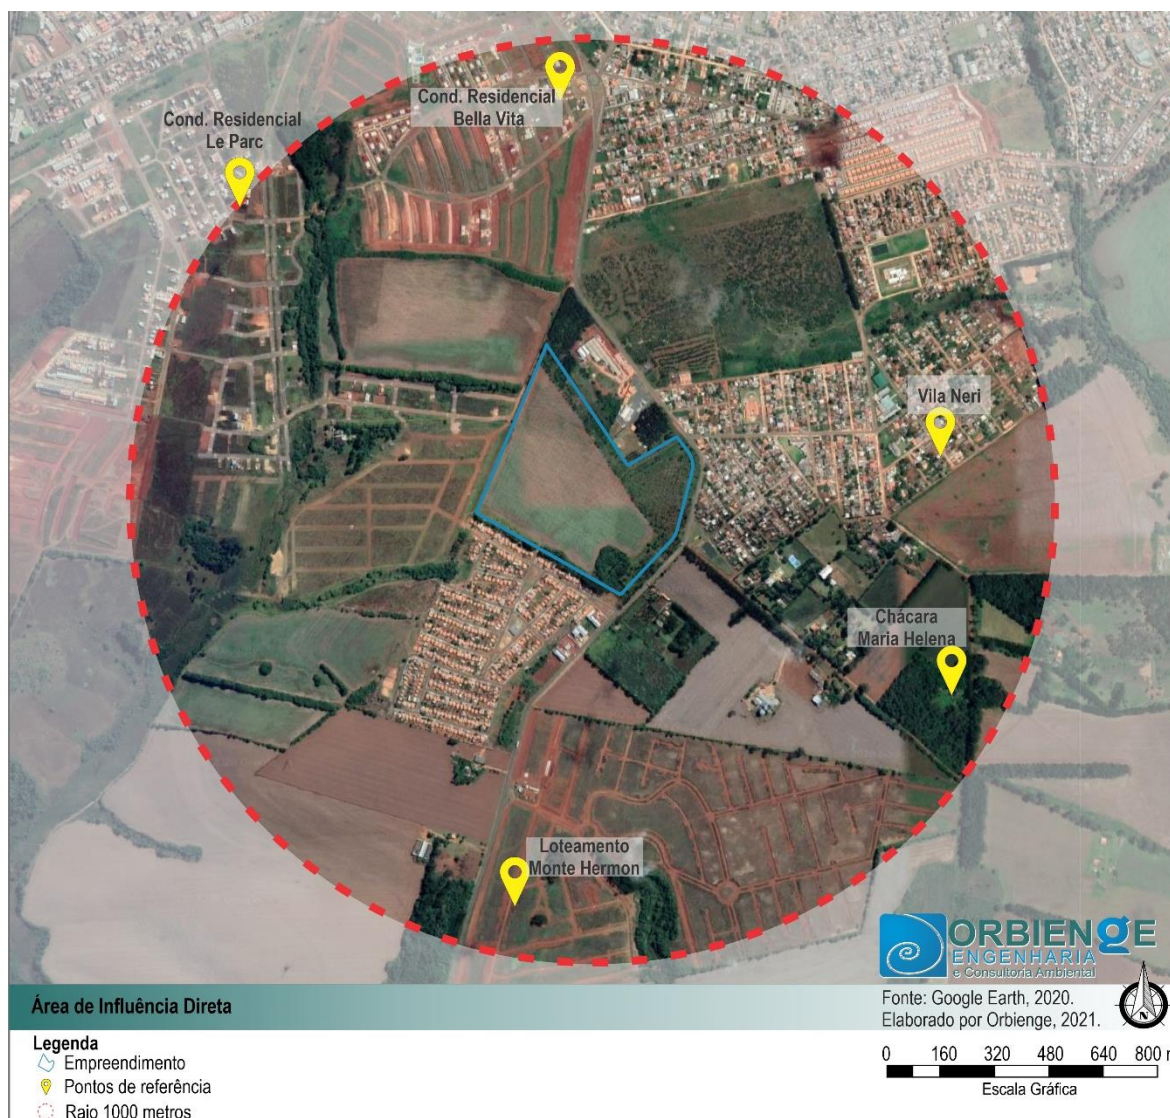 Cond. Residencial
Bella Vita
Cond. Residencial
Le Parc
Vila Neri
Chácara
Maria Helena
Loteamento
Monte Hermon
ORBIENGE
ENGENHARIA
e Consultoria Ambiental
Área de Influência Direta
Fonte: Google Earth, 2020.
Elaborado por Orbienge, 2021.
N
Legenda
Empreendimento
Pontos de referência
Raio 1000 metros
0 160 320 480 640 800 m
Escala Gráfica